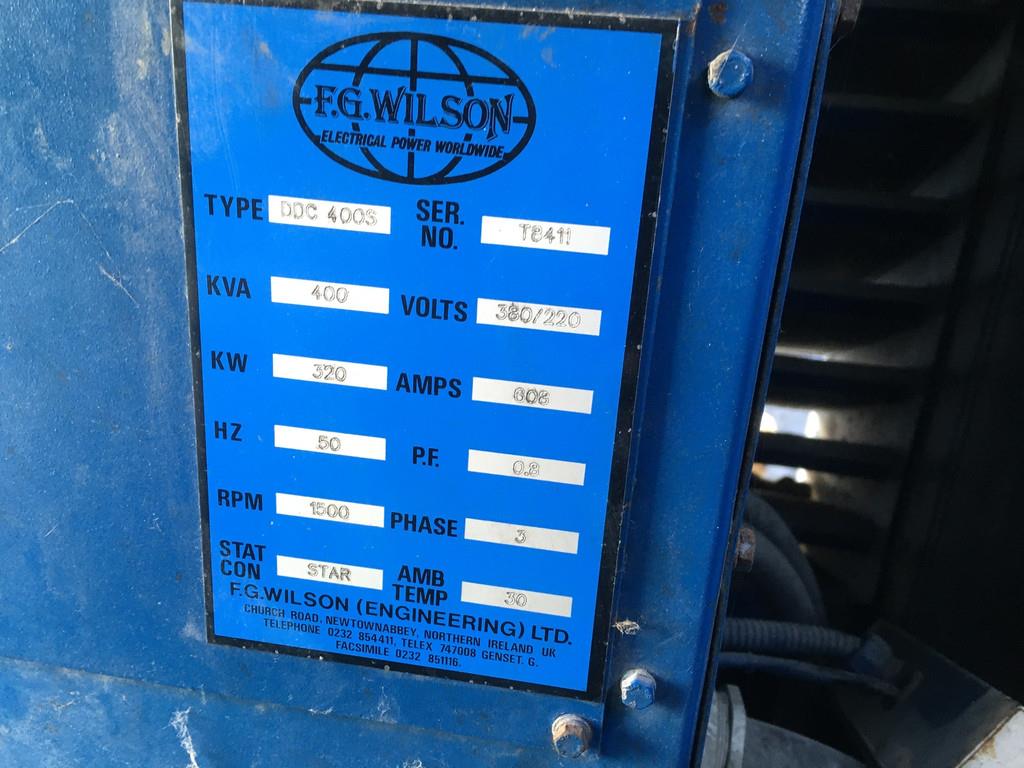 F.G. WILSON
ELECTRICAL POWER WORLDWIDE
TYPE DDC 400S SER. NO. T8411
KVA 400 VOLTS 380/220
KW 320 AMPS 608
HZ 50 P.F. 0.8
RPM 1500 PHASE 3
STAT CON STAR AMB TEMP 30
F.G. WILSON (ENGINEERING) LTD.
CHURCH ROAD, NEWTOWNABBEY, NORTHERN IRELAND UK
TELEPHONE 0232 854411, TELEX 747008 GENSET. G.
FACSIMILE 0232 851116.